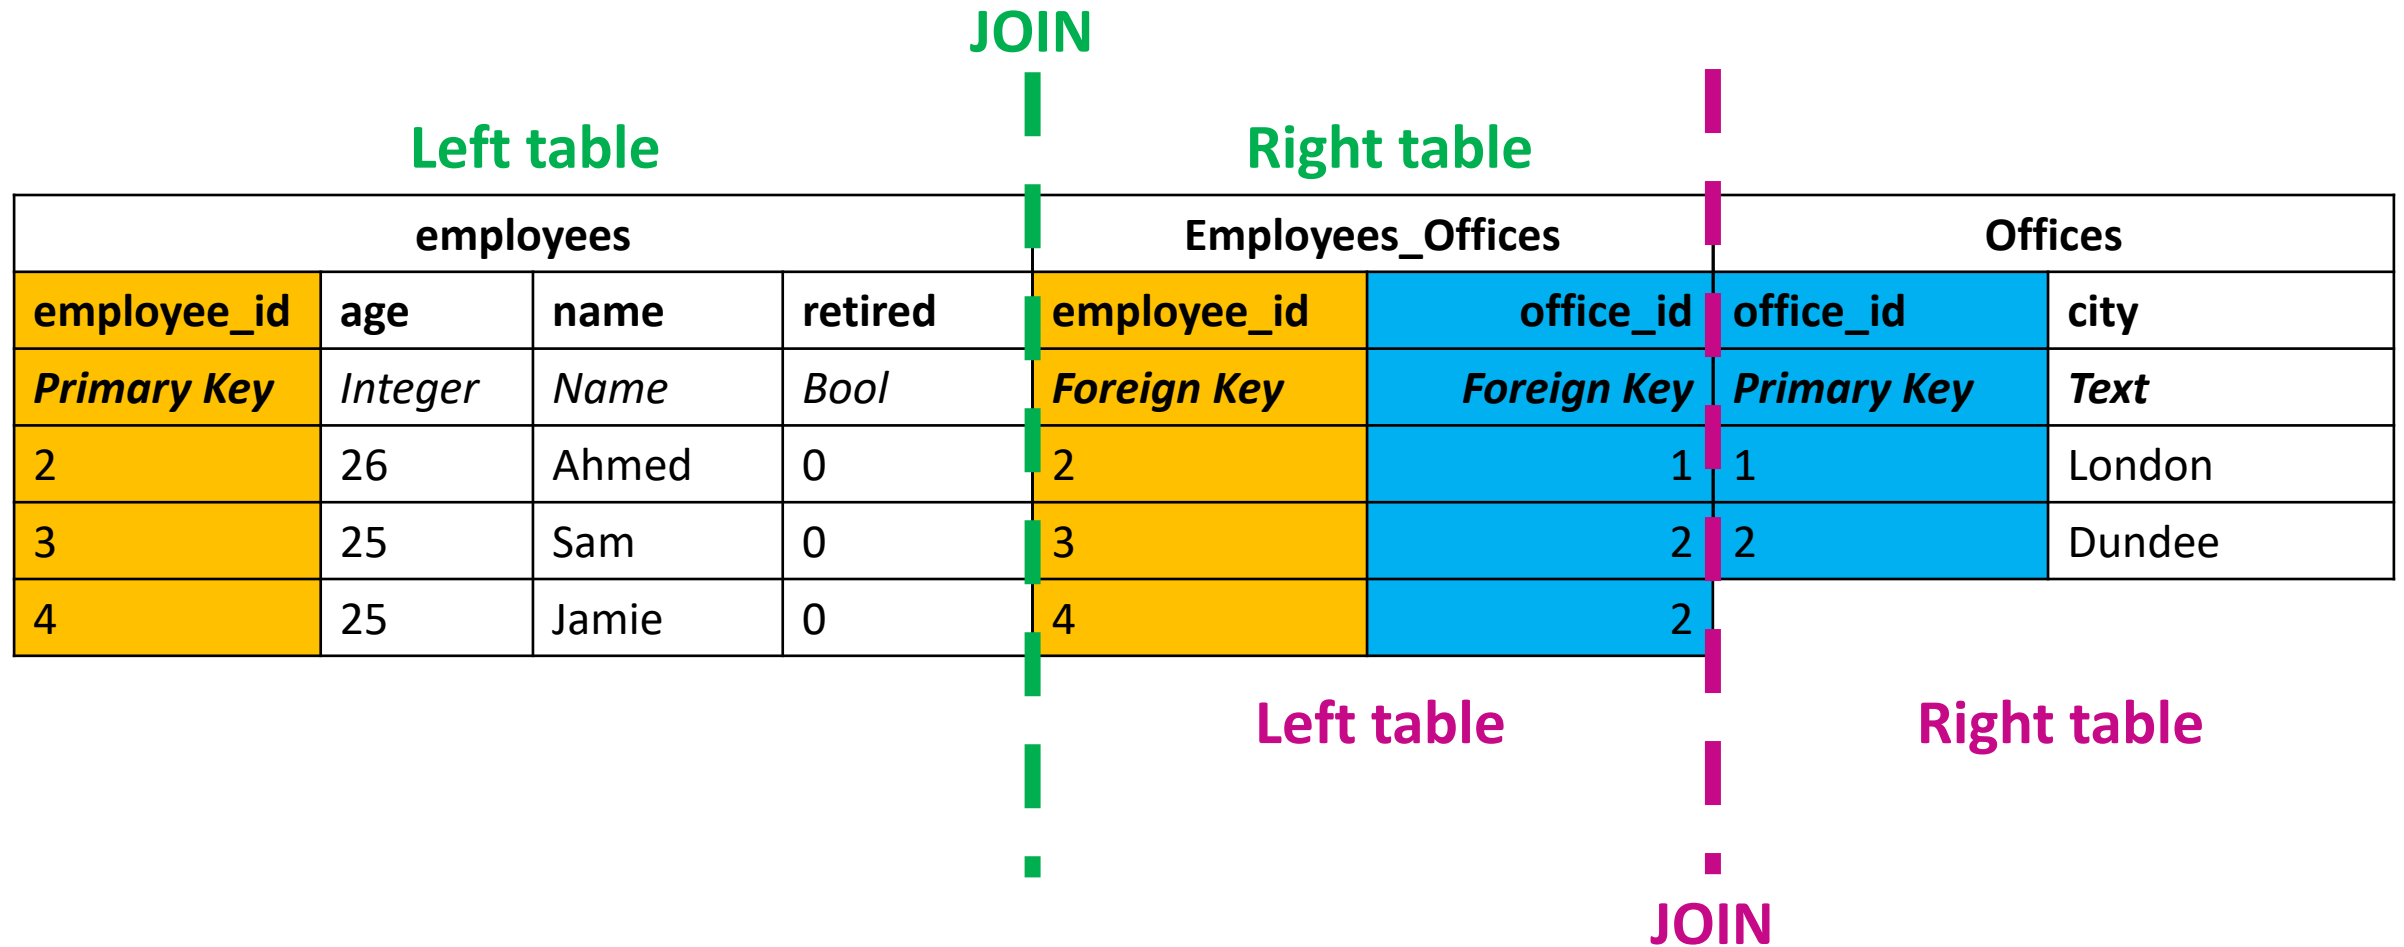 JOIN
Left table Right table
employees Employees_Offices Offices
employee_id age name retired employee_id office_id office_id city
Primary Key Integer Name Bool Foreign Key Foreign Key Primary Key Text
2 26 Ahmed 0 2 1 1 London
3 25 Sam 0 3 2 2 Dundee
4 25 Jamie 0 4 2
Left table Right table
JOIN